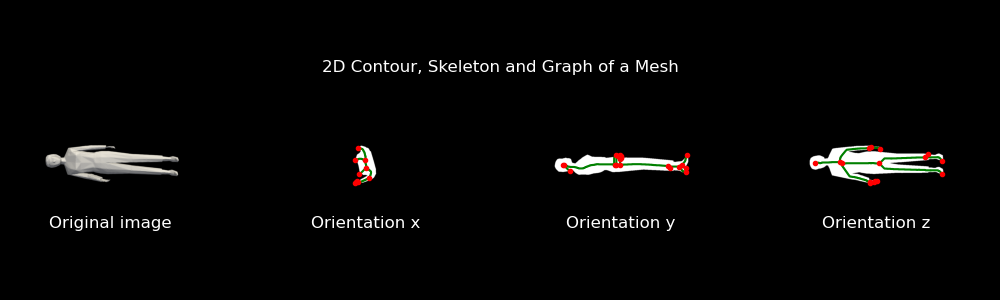 2D Contour, Skeleton and Graph of a Mesh
Original image
Orientation x
Orientation y
Orientation z